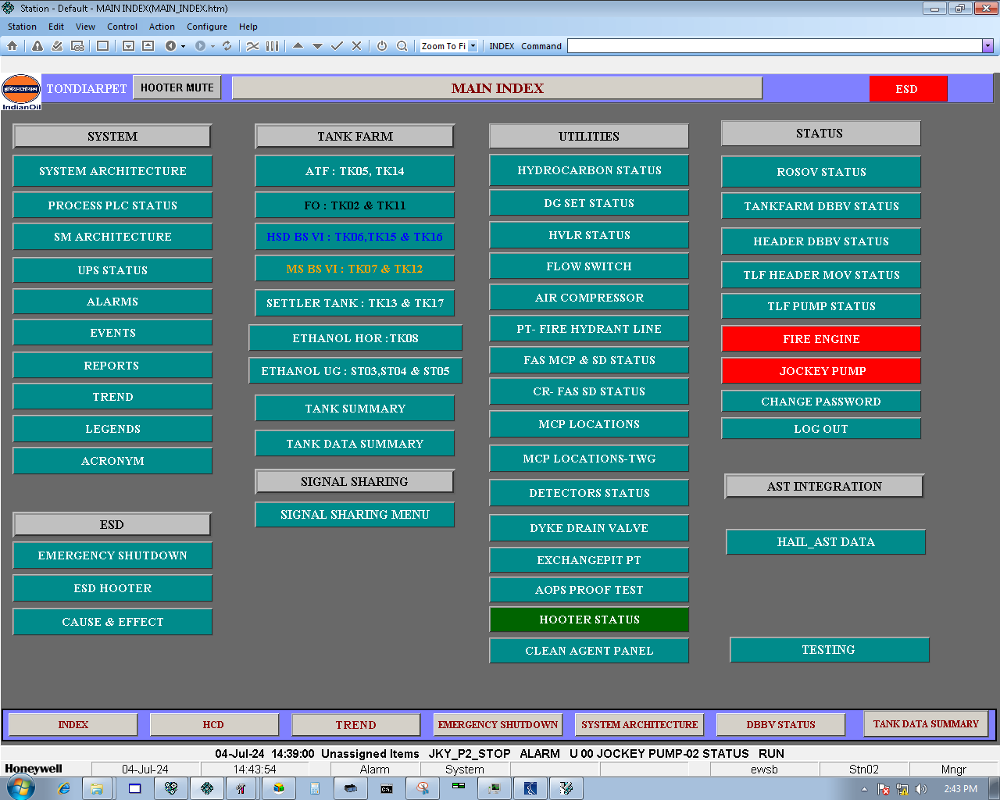 Station - Default - MAIN INDEX(MAIN_INDEX.htm)
Station Edit View Control Action Configure Help
Zoom To Fi INDEX Command
इंडियनऑयल
IndianOil
TONDIARPET
HOOTER MUTE
MAIN INDEX
ESD
SYSTEM
SYSTEM ARCHITECTURE
PROCESS PLC STATUS
SM ARCHITECTURE
UPS STATUS
ALARMS
EVENTS
REPORTS
TREND
LEGENDS
ACRONYM
ESD
EMERGENCY SHUTDOWN
ESD HOOTER
CAUSE & EFFECT
TANK FARM
ATF : TK05, TK14
FO : TK02 & TK11
HSD BS VI : TK06,TK15 & TK16
MS BS VI : TK07 & TK12
SETTLER TANK : TK13 & TK17
ETHANOL HOR :TK08
ETHANOL UG : ST03,ST04 & ST05
TANK SUMMARY
TANK DATA SUMMARY
SIGNAL SHARING
SIGNAL SHARING MENU
UTILITIES
HYDROCARBON STATUS
DG SET STATUS
HVLR STATUS
FLOW SWITCH
AIR COMPRESSOR
PT- FIRE HYDRANT LINE
FAS MCP & SD STATUS
CR- FAS SD STATUS
MCP LOCATIONS
MCP LOCATIONS-TWG
DETECTORS STATUS
DYKE DRAIN VALVE
EXCHANGEPIT PT
AOPS PROOF TEST
HOOTER STATUS
CLEAN AGENT PANEL
STATUS
ROSOV STATUS
TANKFARM DBBV STATUS
HEADER DBBV STATUS
TLF HEADER MOV STATUS
TLF PUMP STATUS
FIRE ENGINE
JOCKEY PUMP
CHANGE PASSWORD
LOG OUT
AST INTEGRATION
HAIL_AST DATA
TESTING
INDEX HCD TREND EMERGENCY SHUTDOWN SYSTEM ARCHITECTURE DBBV STATUS TANK DATA SUMMARY
04-Jul-24 14:39:00 Unassigned Items JKY_P2_STOP ALARM U 00 JOCKEY PUMP-02 STATUS RUN
Honeywell 04-Jul-24 14:43:54 Alarm System ewsb Stn02 Mngr
2:43 PM